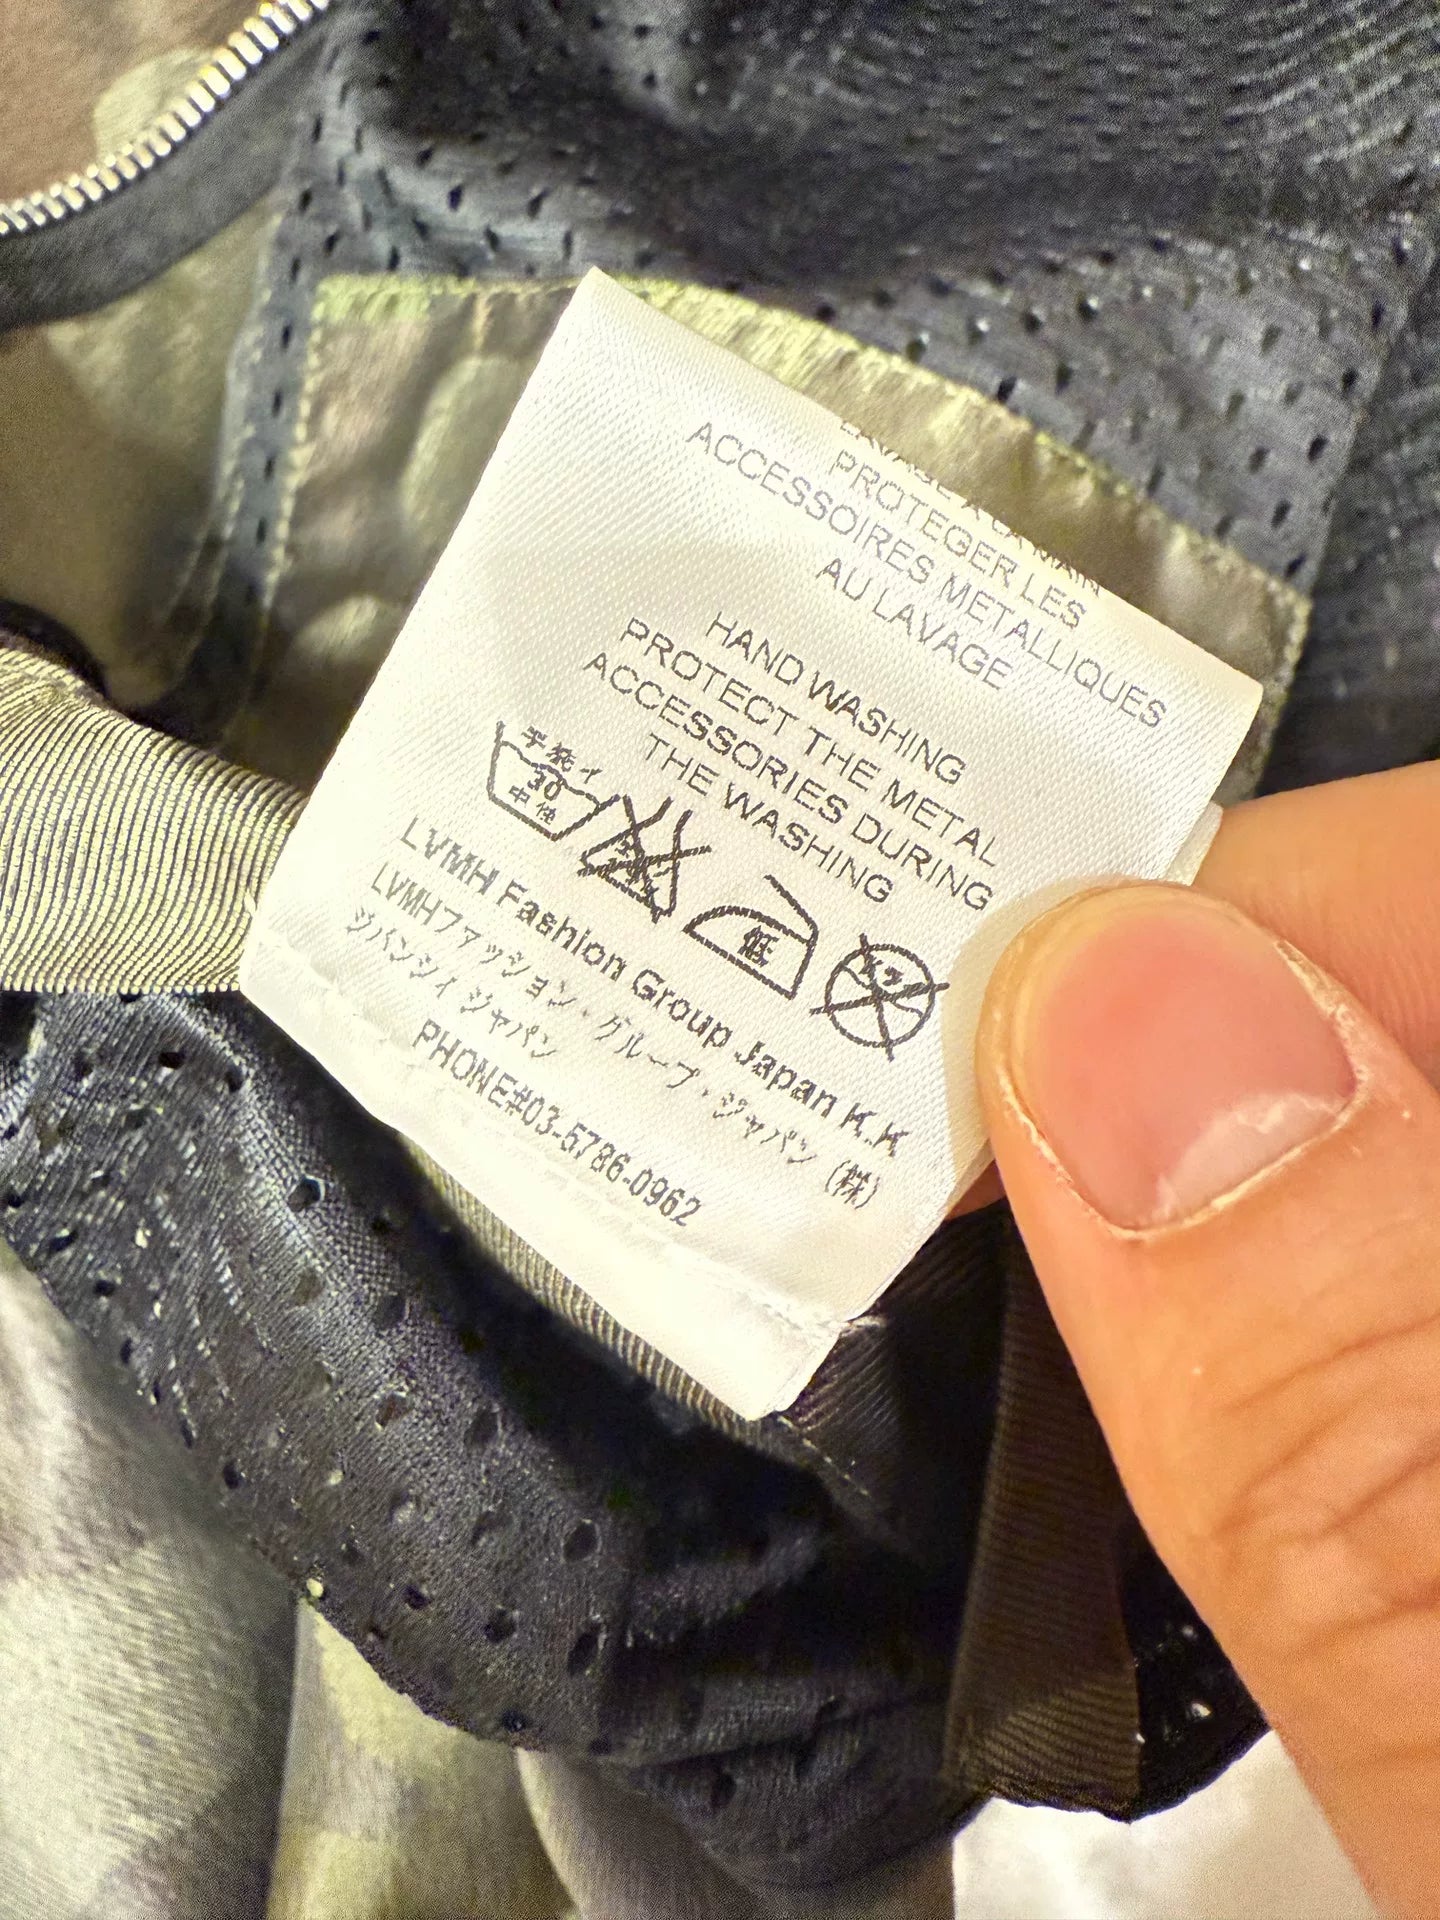 LAVAGE A LA MAIN
PROTEGER LES
ACCESSOIRES METALLIQUES
AU LAVAGE
HAND WASHING
PROTECT THE METAL
ACCESSORIES DURING
THE WASHING
手洗イ
30
中性
低
LVMH Fashion Group Japan K.K
LVMHファッション・グループ・ジャパン (株)
ジバンシィ ジャパン
PHONE#03-5786-0962